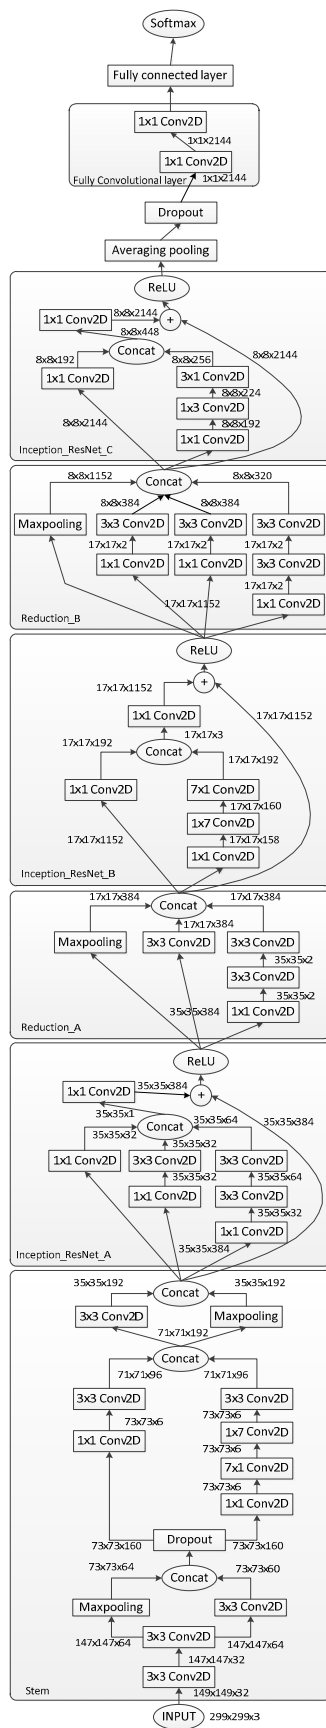 Softmax
Fully connected layer
1x1 Conv2D
1x1x2144
1x1 Conv2D
Fully Convolutional layer
1x1x2144
Dropout
Averaging pooling
ReLU
1x1 Conv2D
8x8x2144
+
8x8x448
Concat
8x8x192
8x8x256
8x8x2144
1x1 Conv2D
3x1 Conv2D
8x8x224
1x3 Conv2D
8x8x2144
8x8x192
1x1 Conv2D
Inception_ResNet_C
8x8x1152
Concat
8x8x320
8x8x384
8x8x384
Maxpooling
3x3 Conv2D
3x3 Conv2D
3x3 Conv2D
17x17x2
17x17x2
17x17x2
1x1 Conv2D
1x1 Conv2D
3x3 Conv2D
17x17x2
17x17x1152
1x1 Conv2D
Reduction_B
ReLU
+
17x17x1152
1x1 Conv2D
17x17x1152
17x17x3
17x17x192
Concat
17x17x192
1x1 Conv2D
7x1 Conv2D
17x17x160
1x7 Conv2D
17x17x1152
17x17x158
1x1 Conv2D
Inception_ResNet_B
17x17x384
Concat
17x17x384
17x17x384
Maxpooling
3x3 Conv2D
3x3 Conv2D
35x35x2
3x3 Conv2D
35x35x2
35x35x384
1x1 Conv2D
Reduction_A
ReLU
1x1 Conv2D
35x35x384
+
35x35x1
35x35x64
35x35x384
35x35x32
Concat
35x35x32
1x1 Conv2D
3x3 Conv2D
3x3 Conv2D
35x35x32
35x35x64
1x1 Conv2D
3x3 Conv2D
35x35x32
1x1 Conv2D
35x35x384
Inception_ResNet_A
35x35x192
Concat
35x35x192
3x3 Conv2D
Maxpooling
71x71x192
Concat
71x71x96
71x71x96
3x3 Conv2D
3x3 Conv2D
73x73x6
73x73x6
1x1 Conv2D
1x7 Conv2D
73x73x6
7x1 Conv2D
73x73x6
1x1 Conv2D
Dropout
73x73x160
73x73x160
73x73x64
Concat
73x73x60
Maxpooling
3x3 Conv2D
3x3 Conv2D
147x147x64
147x147x64
147x147x32
3x3 Conv2D
Stem
149x149x32
INPUT
299x299x3